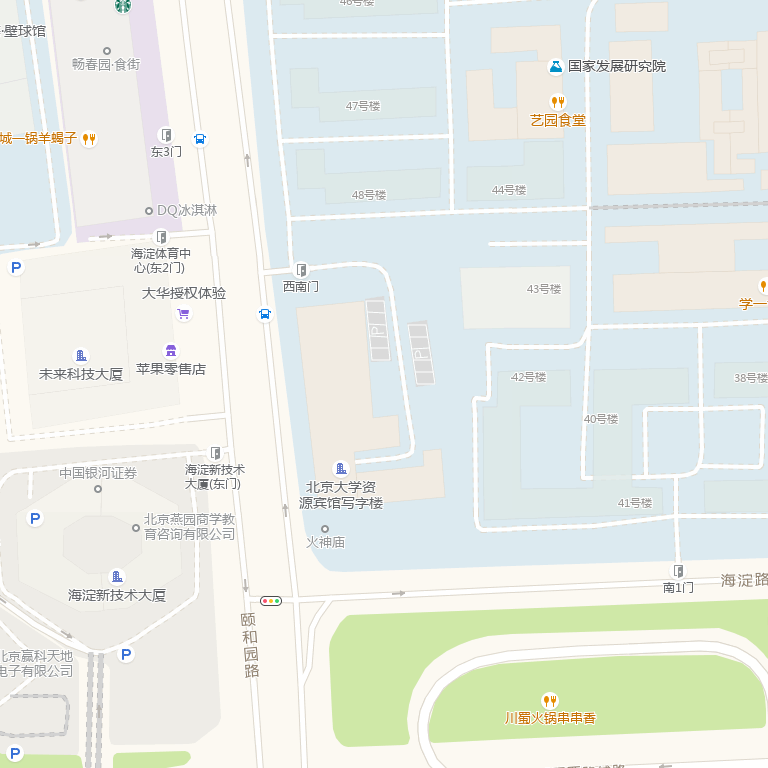 46号楼
壁球馆
畅春园·食街
国家发展研究院
47号楼
艺园食堂
城一锅羊蝎子
东3门
48号楼
44号楼
DQ冰淇淋
海淀体育中
心(东2门)
P
西南门
大华授权体验
43号楼
学一
P
P
未来科技大厦
苹果零售店
42号楼
38号楼
40号楼
海淀新技术
大厦(东门)
中国银河证券
北京大学资
源宾馆写字楼
41号楼
P
北京燕园商学教
育咨询有限公司
火神庙
海淀新技术大厦
南1门
海淀路
颐和园路
北京赢科天地
电子有限公司
P
川蜀火锅串串香
P